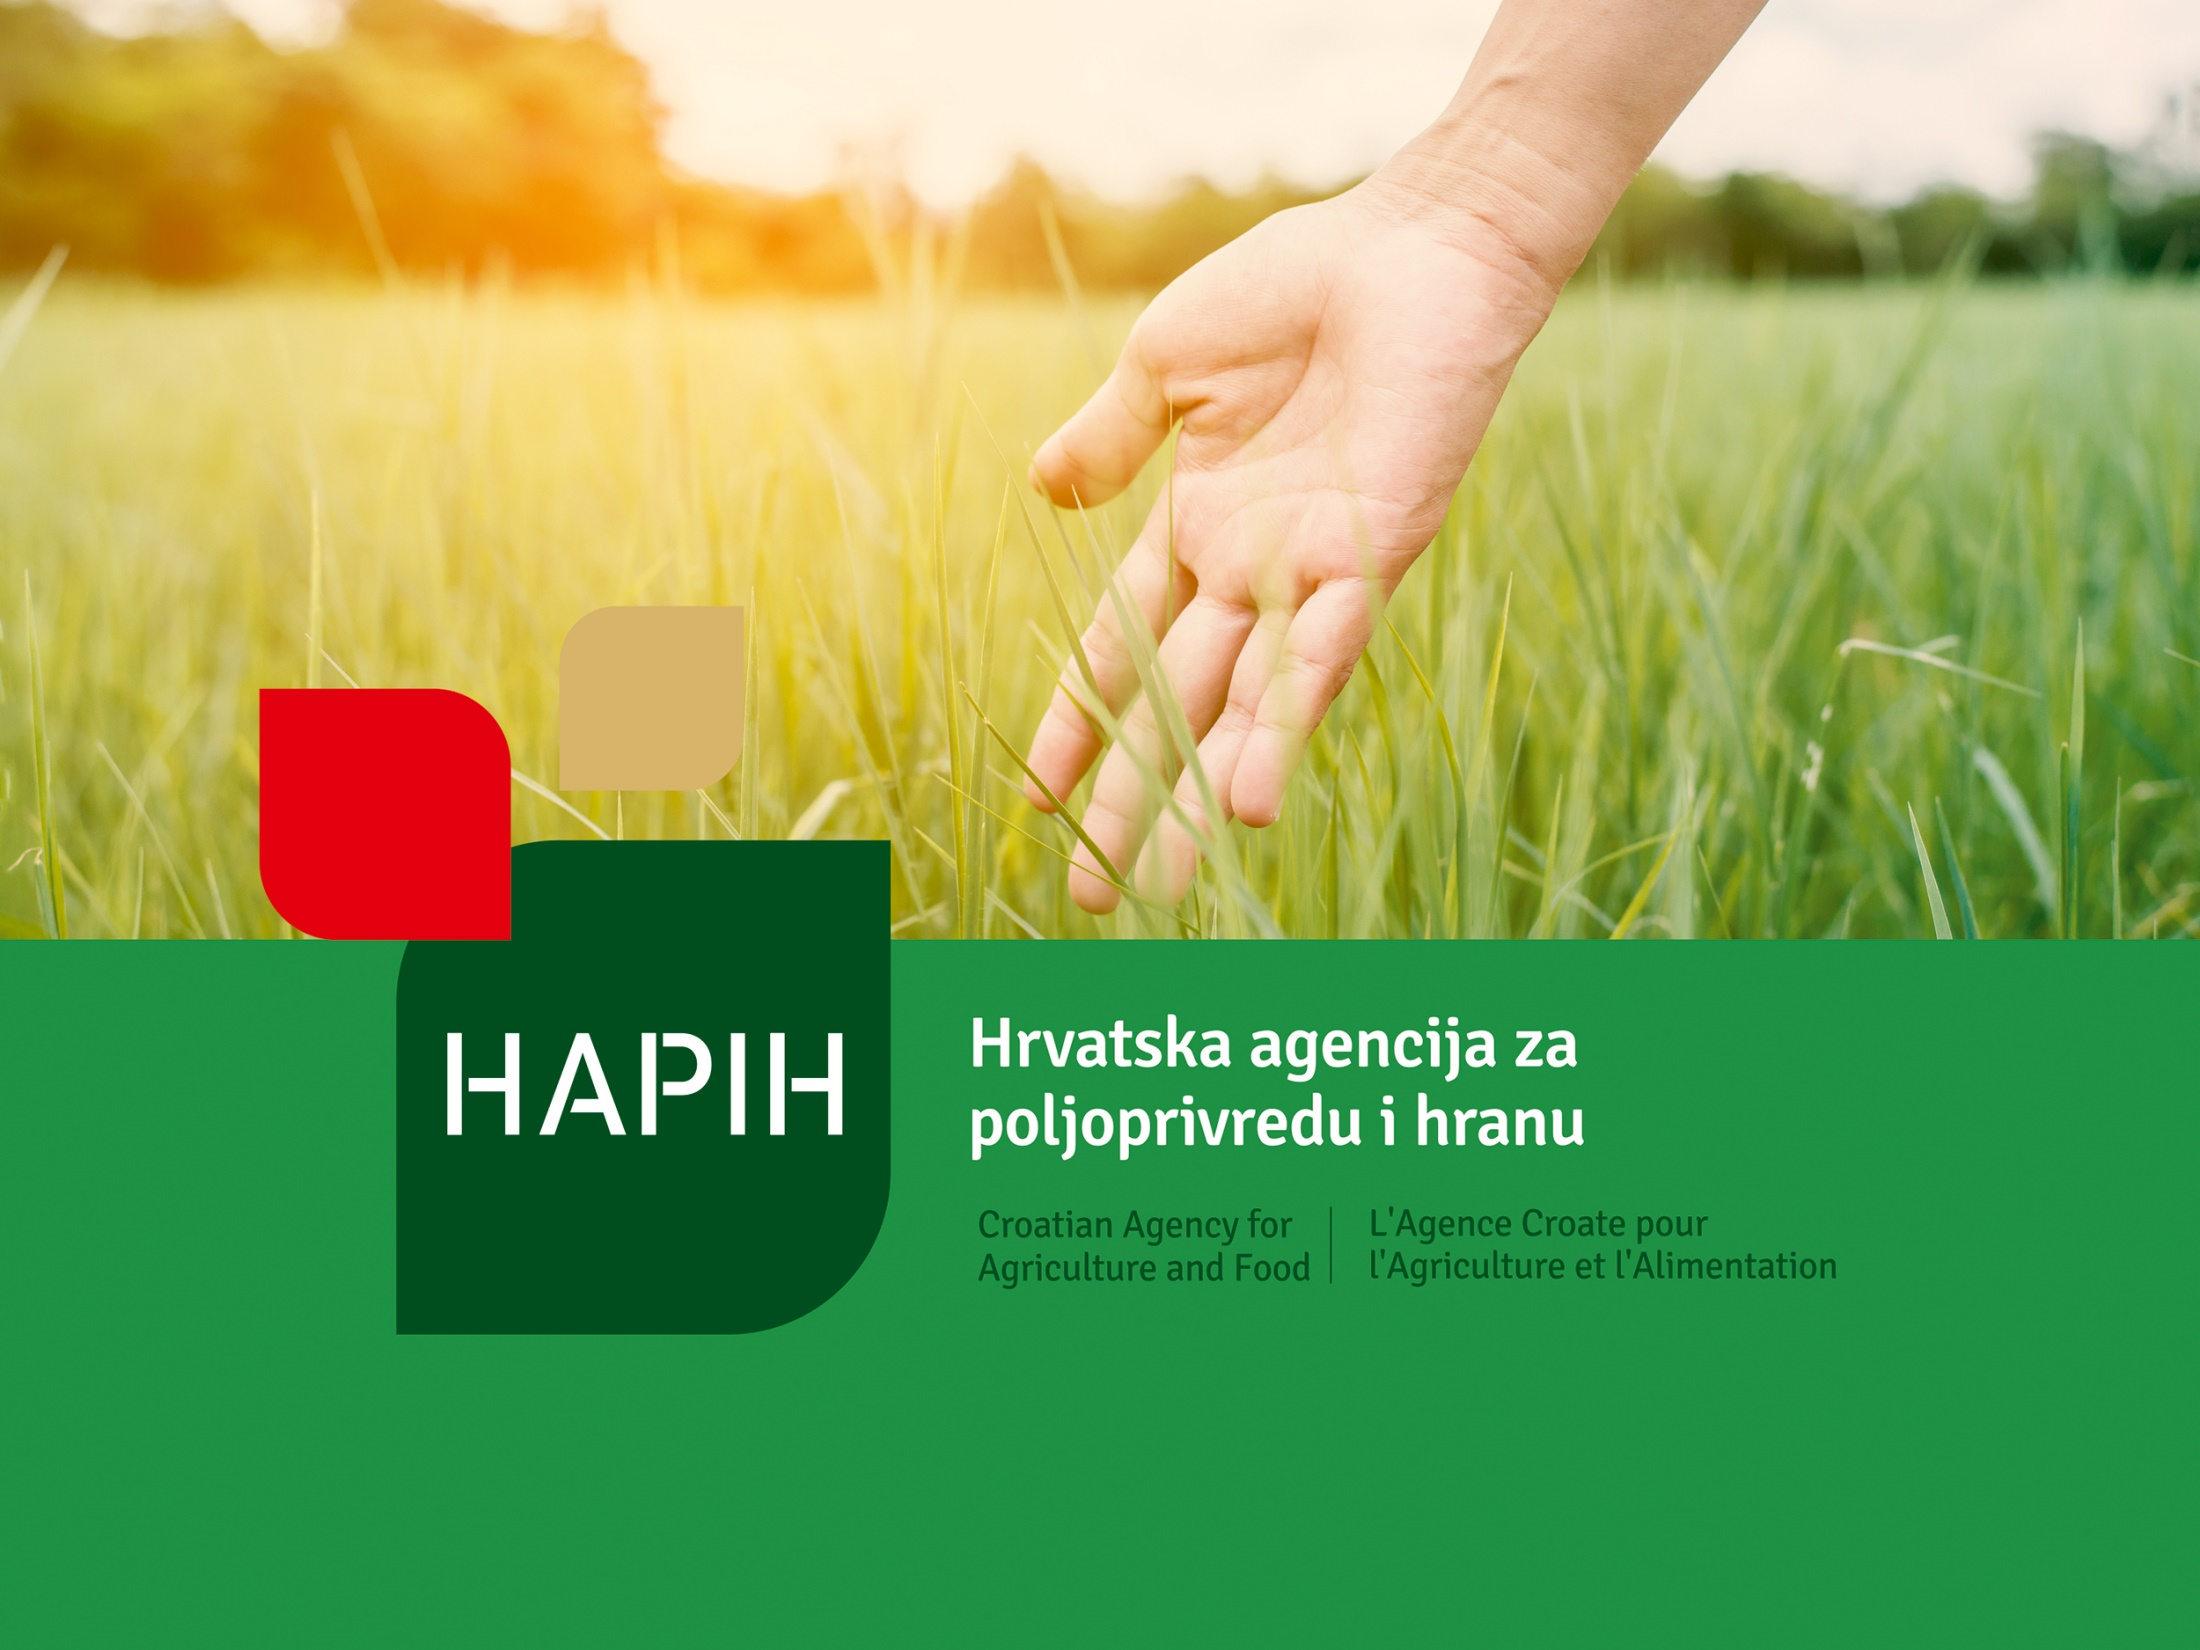 HAPIH
Hrvatska agencija za
poljoprivredu i hranu
Croatian Agency for
Agriculture and Food
L'Agence Croate pour
l'Agriculture et l'Alimentation